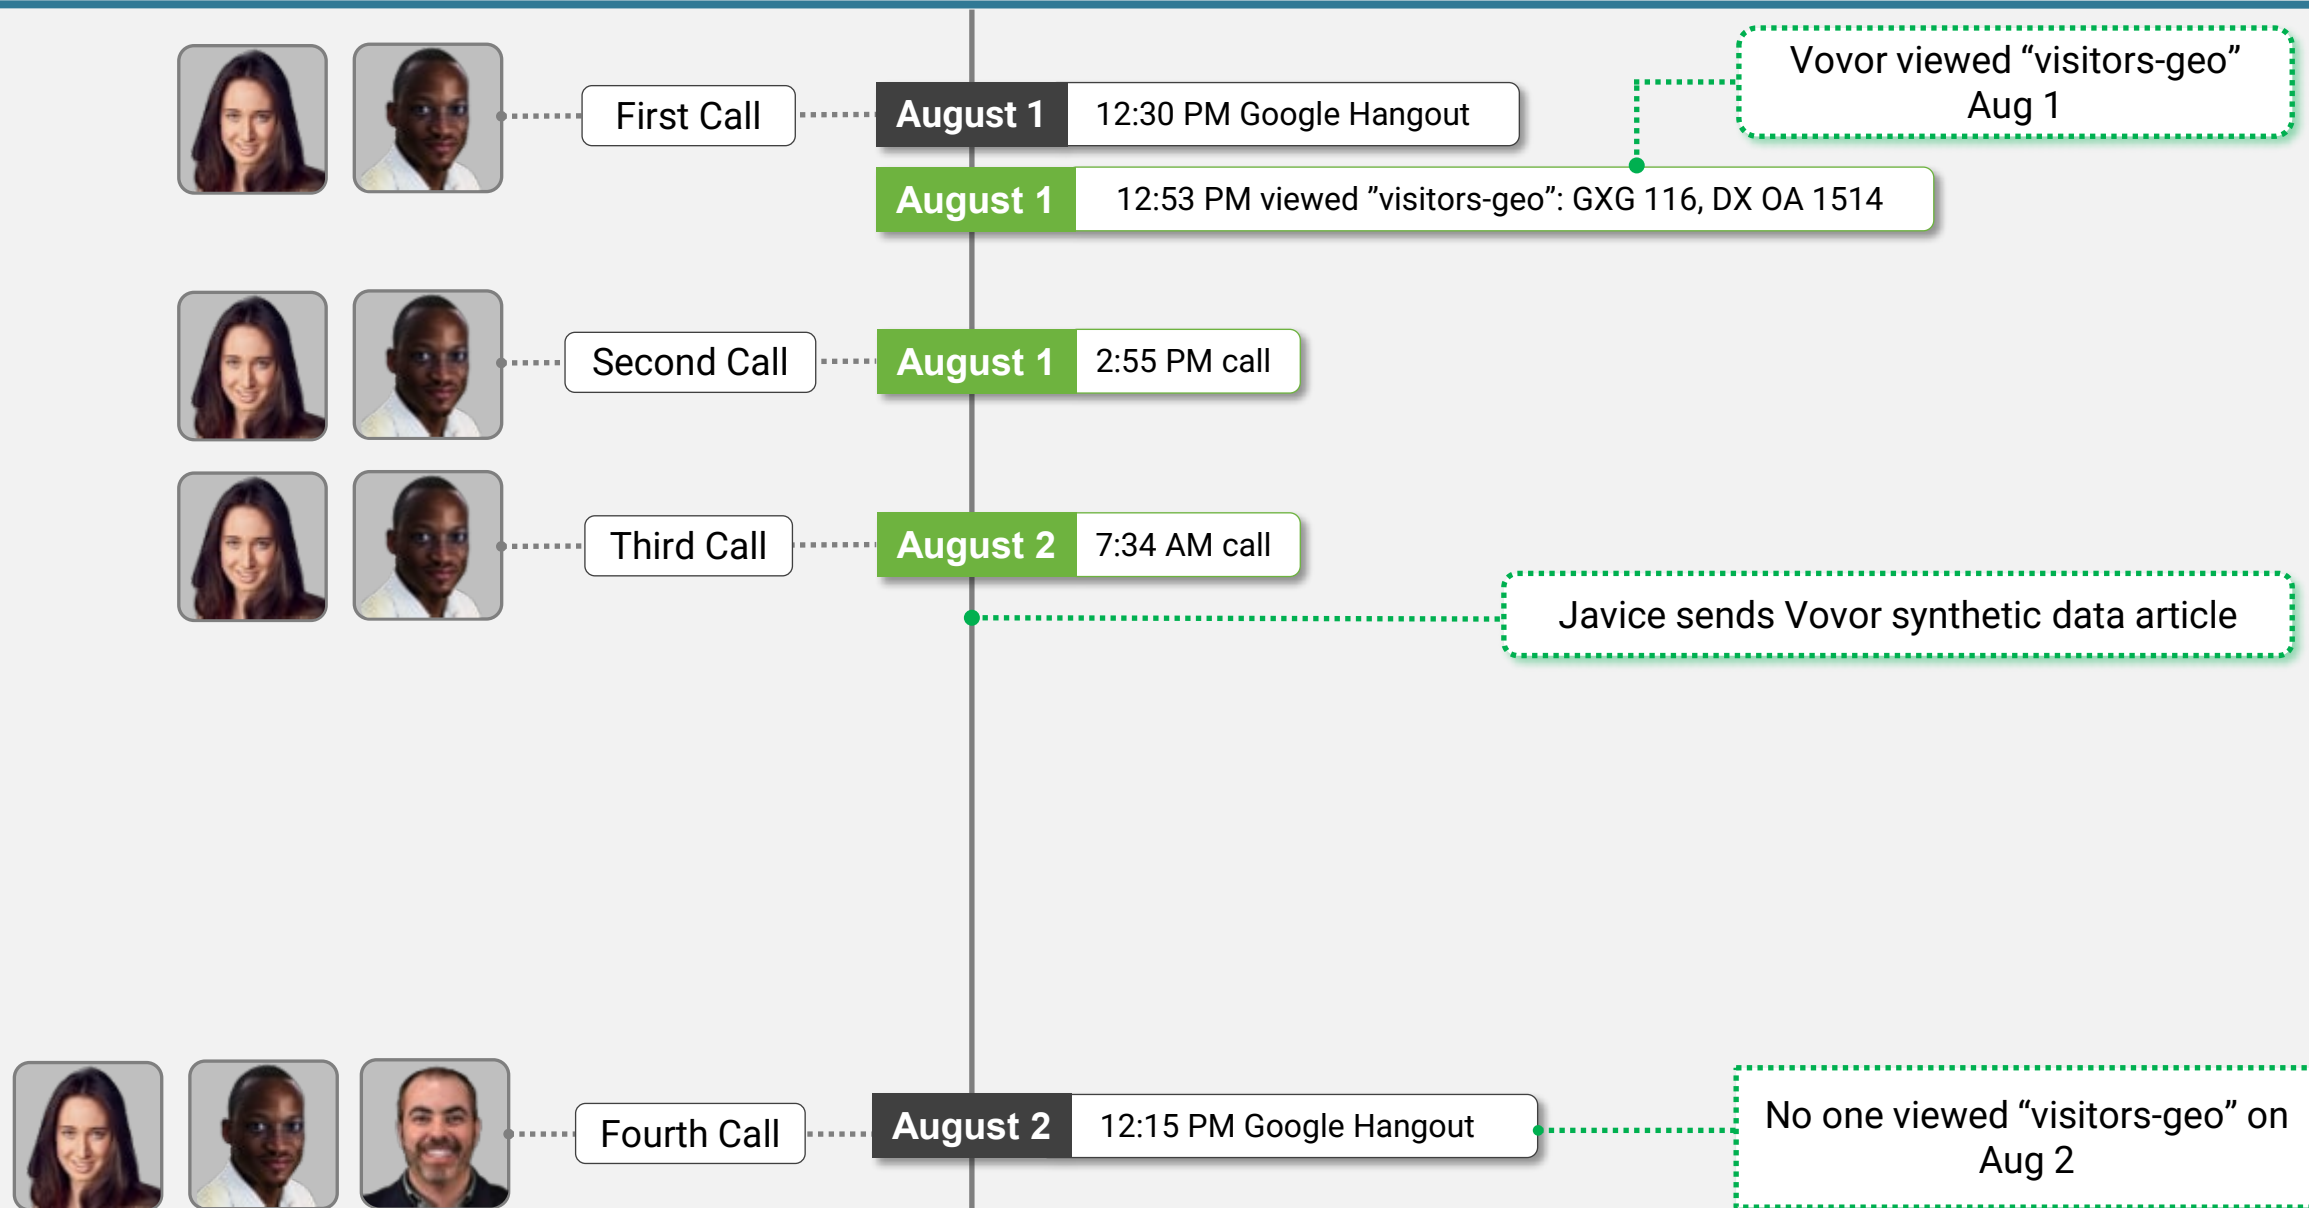 First Call
August 1
12:30 PM Google Hangout
Vovor viewed “visitors-geo”
Aug 1
August 1
12:53 PM viewed ”visitors-geo”: GXG 116, DX OA 1514
Second Call
August 1
2:55 PM call
Third Call
August 2
7:34 AM call
Javice sends Vovor synthetic data article
Fourth Call
August 2
12:15 PM Google Hangout
No one viewed “visitors-geo” on
Aug 2